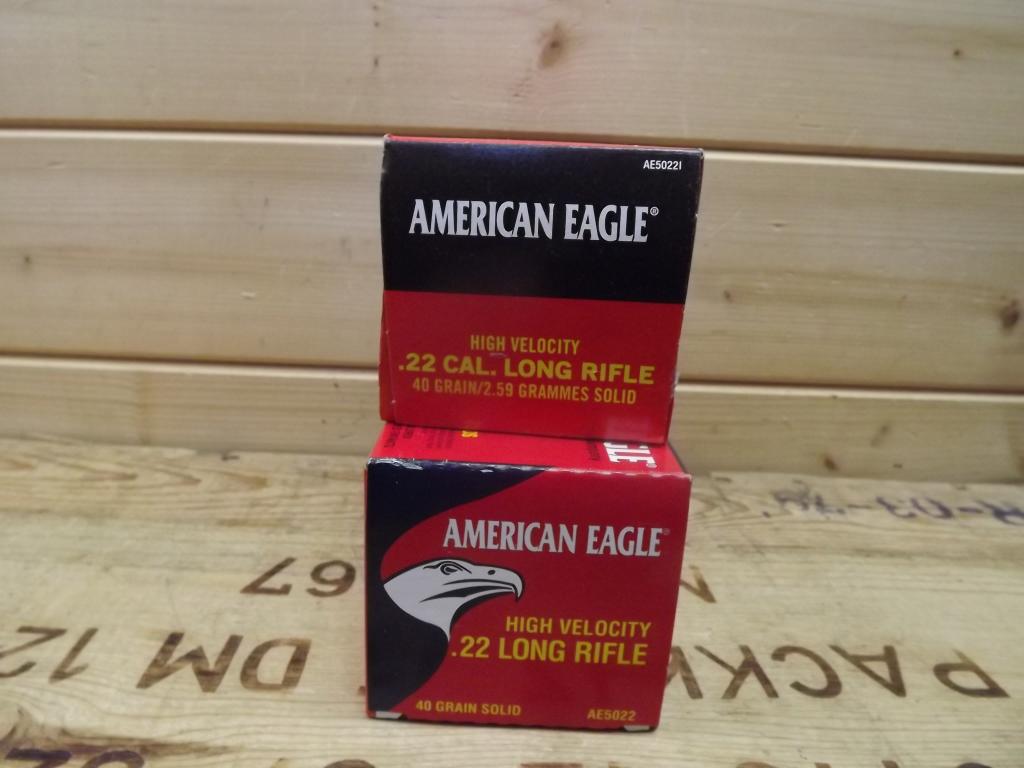 AE5022I
AMERICAN EAGLE®
HIGH VELOCITY
.22 CAL. LONG RIFLE
40 GRAIN/2.59 GRAMMES SOLID
AMERICAN EAGLE®
HIGH VELOCITY
.22 LONG RIFLE
40 GRAIN SOLID
AE5022
67
DM 12